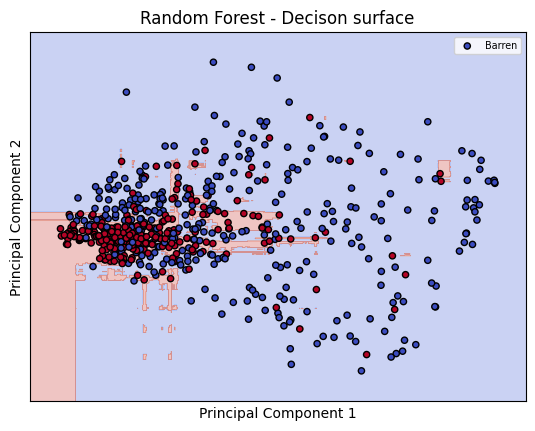 Random Forest - Decison surface
Barren
Principal Component 2
Principal Component 1